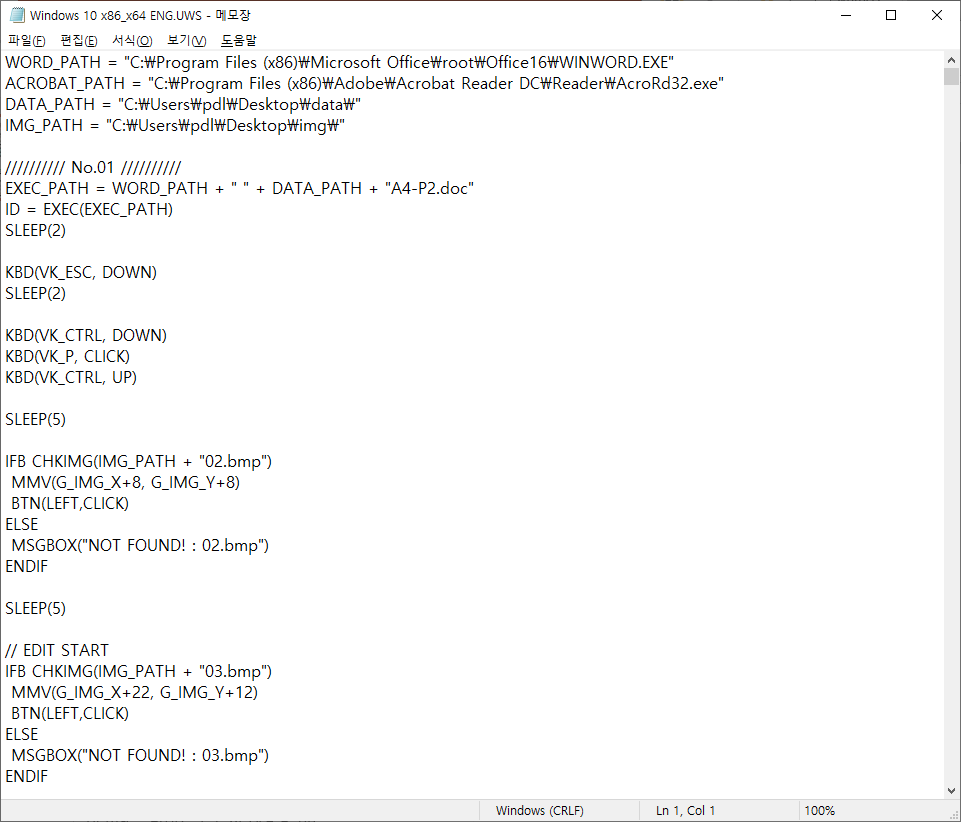 Windows 10 x86_x64 ENG.UWS - 메모장
파일(F) 편집(E) 서식(O) 보기(V) 도움말
WORD_PATH = "C:₩Program Files (x86)₩Microsoft Office₩root₩Office16₩WINWORD.EXE"
ACROBAT_PATH = "C:₩Program Files (x86)₩Adobe₩Acrobat Reader DC₩Reader₩AcroRd32.exe"
DATA_PATH = "C:₩Users₩pdl₩Desktop₩data₩"
IMG_PATH = "C:₩Users₩pdl₩Desktop₩img₩"

////////// No.01 //////////
EXEC_PATH = WORD_PATH + " " + DATA_PATH + "A4-P2.doc"
ID = EXEC(EXEC_PATH)
SLEEP(2)

KBD(VK_ESC, DOWN)
SLEEP(2)

KBD(VK_CTRL, DOWN)
KBD(VK_P, CLICK)
KBD(VK_CTRL, UP)

SLEEP(5)

IFB CHKIMG(IMG_PATH + "02.bmp")
 MMV(G_IMG_X+8, G_IMG_Y+8)
 BTN(LEFT,CLICK)
ELSE
 MSGBOX("NOT FOUND! : 02.bmp")
ENDIF

SLEEP(5)

// EDIT START
IFB CHKIMG(IMG_PATH + "03.bmp")
 MMV(G_IMG_X+22, G_IMG_Y+12)
 BTN(LEFT,CLICK)
ELSE
 MSGBOX("NOT FOUND! : 03.bmp")
ENDIF
Windows (CRLF) Ln 1, Col 1 100%